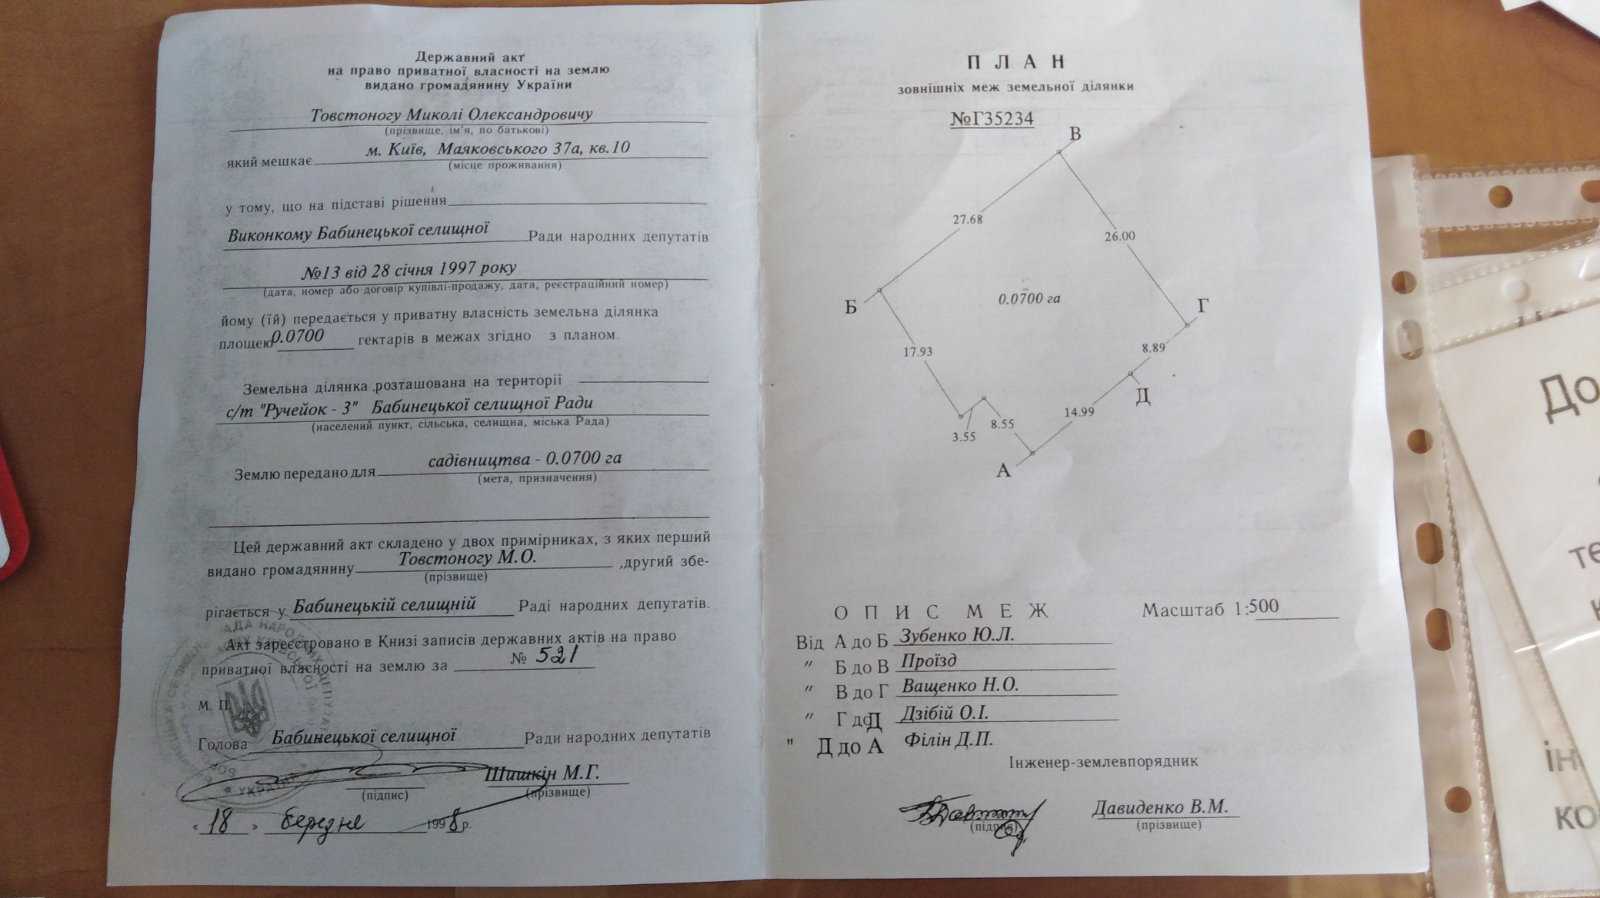 Державний акт
на право приватної власності на землю
видано громадянину України
Товстоногу Миколі Олександровичу
(прізвище, ім'я, по батькові)
який мешкає м. Київ, Маяковського 37а, кв.10
(місце проживання)
у тому, що на підставі рішення
Виконкому Бабинецької селищної Ради народних депутатів
№13 від 28 січня 1997 року
(дата, номер або договір купівлі-продажу, дата, реєстраційний номер)
йому (їй) передається у приватну власність земельна ділянка
площею 0.0700 гектарів в межах згідно з планом.
Земельна ділянка розташована на території
с/т "Ручейок - 3" Бабинецької селищної Ради
(населений пункт, сільська, селищна, міська Рада)
Землю передано для садівництва - 0.0700 га
(мета, призначення)
Цей державний акт складено у двох примірниках, з яких перший
видано громадянину Товстоногу М.О. ,другий збе-
(прізвище)
рігається у Бабинецькій селищній Раді народних депутатів.
Акт зареєстровано в Книзі записів державних актів на право
приватної власності на землю за № 521
М. П.
Голова Бабинецької селищної Ради народних депутатів
Шишкін М.Г.
(підпис) (прізвище)
« 18 » березне 1998 р.
П Л А Н
зовнішніх меж земельної ділянки
№Г35234
В
27.68
26.00
0.0700 га
Б
Г
17.93
8.89
Д
14.99
8.55
3.55
А
О П И С М Е Ж Масштаб 1:500
Від А до Б Зубенко Ю.Л.
" Б до В Проїзд
" В до Г Ващенко Н.О.
" Г до Д Дзібій О.І.
" Д до А Філін Д.П.
Інженер-землевпорядник
Давиденко В.М.
(підпис) (прізвище)
До
те
к
ін
ко